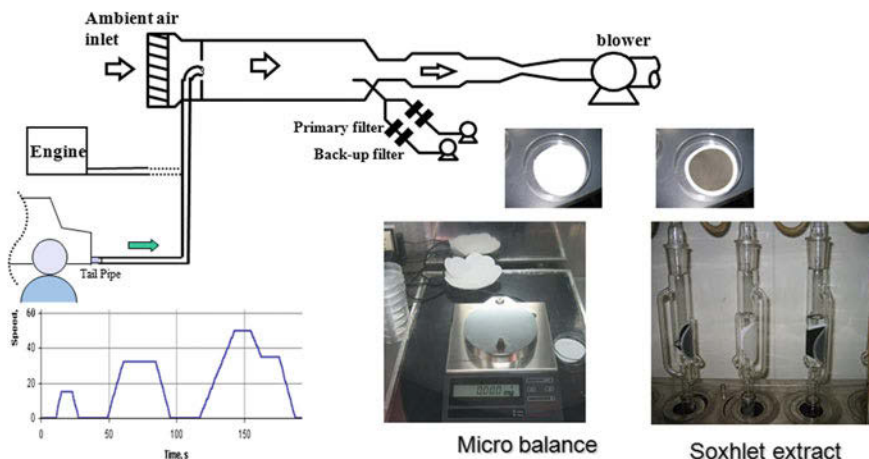 Ambient air
inlet
blower
Primary filter
Back-up filter
Engine
Tail Pipe
Speed,
60
40
20
0
0
50
100
150
Time, s
Micro balance
Soxhlet extract